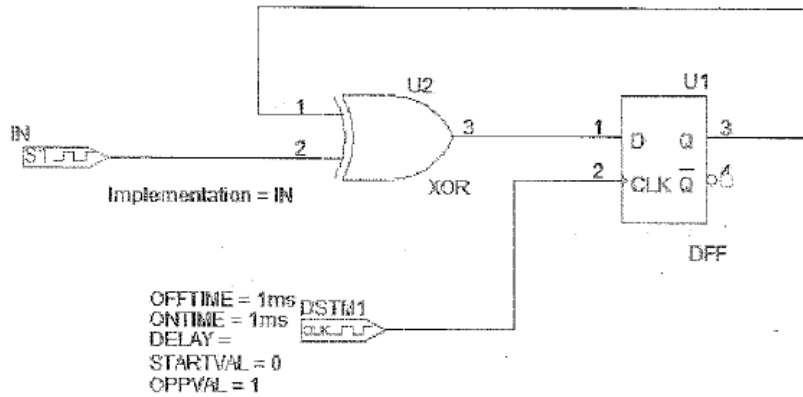 U2
U1
1
3
1
D
Q
3
IN
S1
2
2
CLK
Q
4
Implementation = IN
XOR
DFF
OFFTIME = 1ms
DSTM1
ONTIME = 1ms
CLK
DELAY =
STARTVAL = 0
OPPVAL = 1